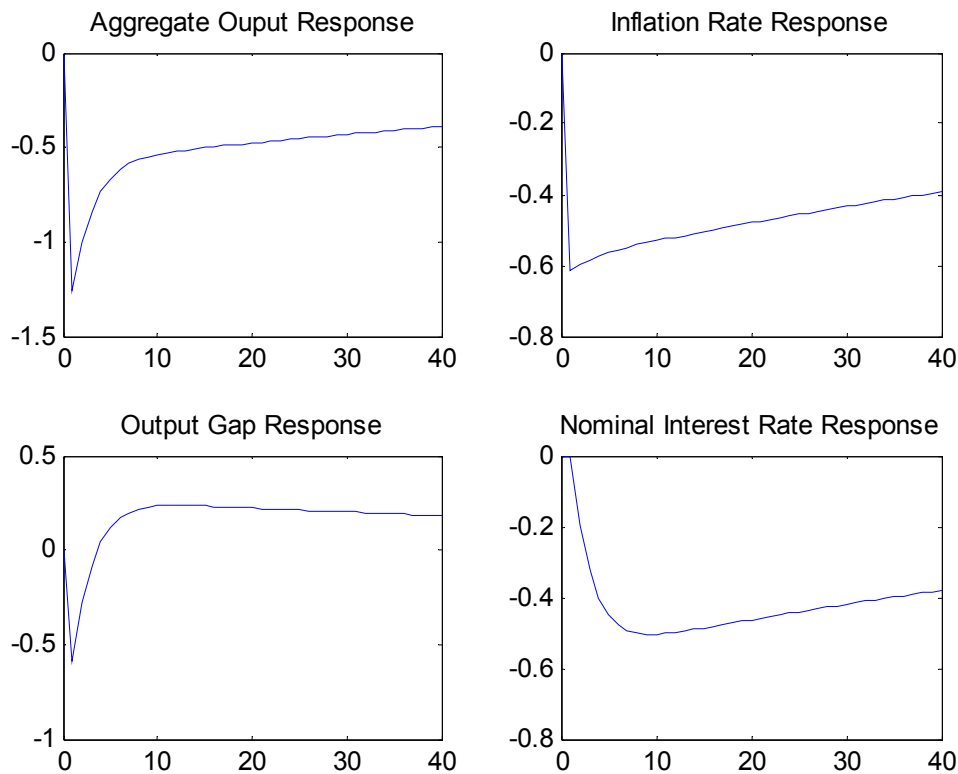 Aggregate Ouput Response
0
-0.5
-1
-1.5
0 10 20 30 40
Inflation Rate Response
0
-0.2
-0.4
-0.6
-0.8
0 10 20 30 40
Output Gap Response
0.5
0
-0.5
-1
0 10 20 30 40
Nominal Interest Rate Response
0
-0.2
-0.4
-0.6
-0.8
0 10 20 30 40